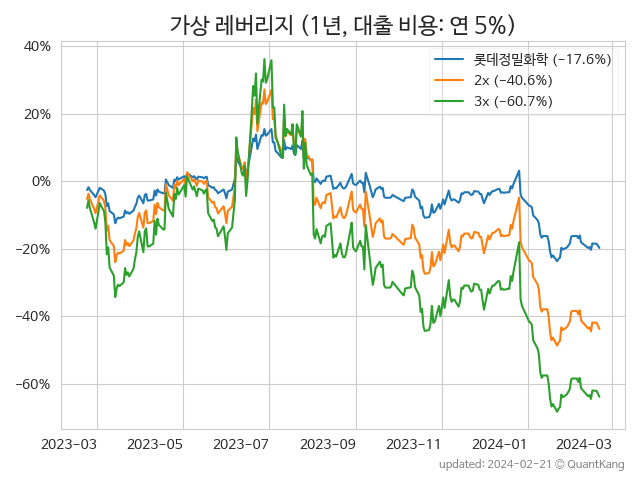 가상 레버리지 (1년, 대출 비용: 연 5%)
40%
20%
0%
−20%
−40%
−60%
롯데정밀화학 (-17.6%)
2x (-40.6%)
3x (-60.7%)
2023-03 2023-05 2023-07 2023-09 2023-11 2024-01 2024-03
updated: 2024-02-21 © QuantKang